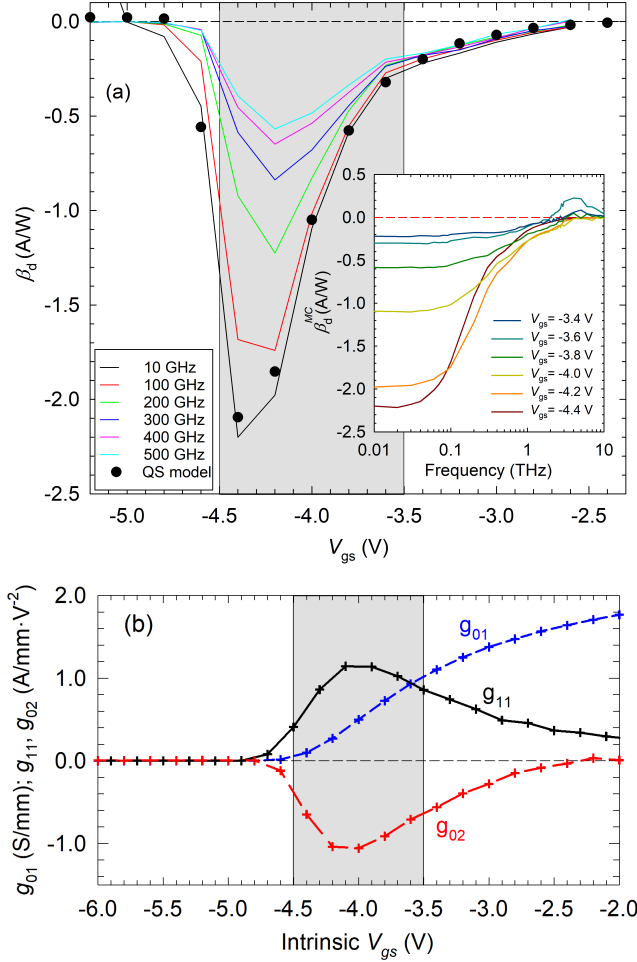 0.0
-0.5
-1.0
-1.5
-2.0
-2.5
β_d (A/W)
(a)
10 GHz
100 GHz
200 GHz
300 GHz
400 GHz
500 GHz
QS model
-5.0 -4.5 -4.0 -3.5 -3.0 -2.5
V_gs (V)
0.5
0.0
-0.5
-1.0
-1.5
-2.0
-2.5
β_d^MC (A/W)
V_gs= -3.4 V
V_gs= -3.6 V
V_gs= -3.8 V
V_gs= -4.0 V
V_gs= -4.2 V
V_gs= -4.4 V
0.01 0.1 1 10
Frequency (THz)
2.0
1.0
0.0
-1.0
g_01 (S/mm); g_11, g_02 (A/mm·V^-2)
(b)
g_01
g_11
g_02
-6.0 -5.5 -5.0 -4.5 -4.0 -3.5 -3.0 -2.5 -2.0
Intrinsic V_gs (V)